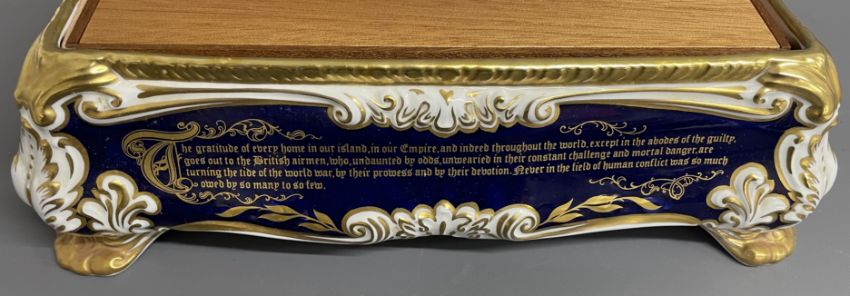 The gratitude of every home in our island, in our Empire, and indeed throughout the world, except in the abodes of the guilty,
goes out to the British airmen, who, undaunted by odds, unwearied in their constant challenge and mortal danger, are
turning the tide of the world war, by their prowess and by their devotion. Never in the field of human conflict was so much
owed by so many to so few.